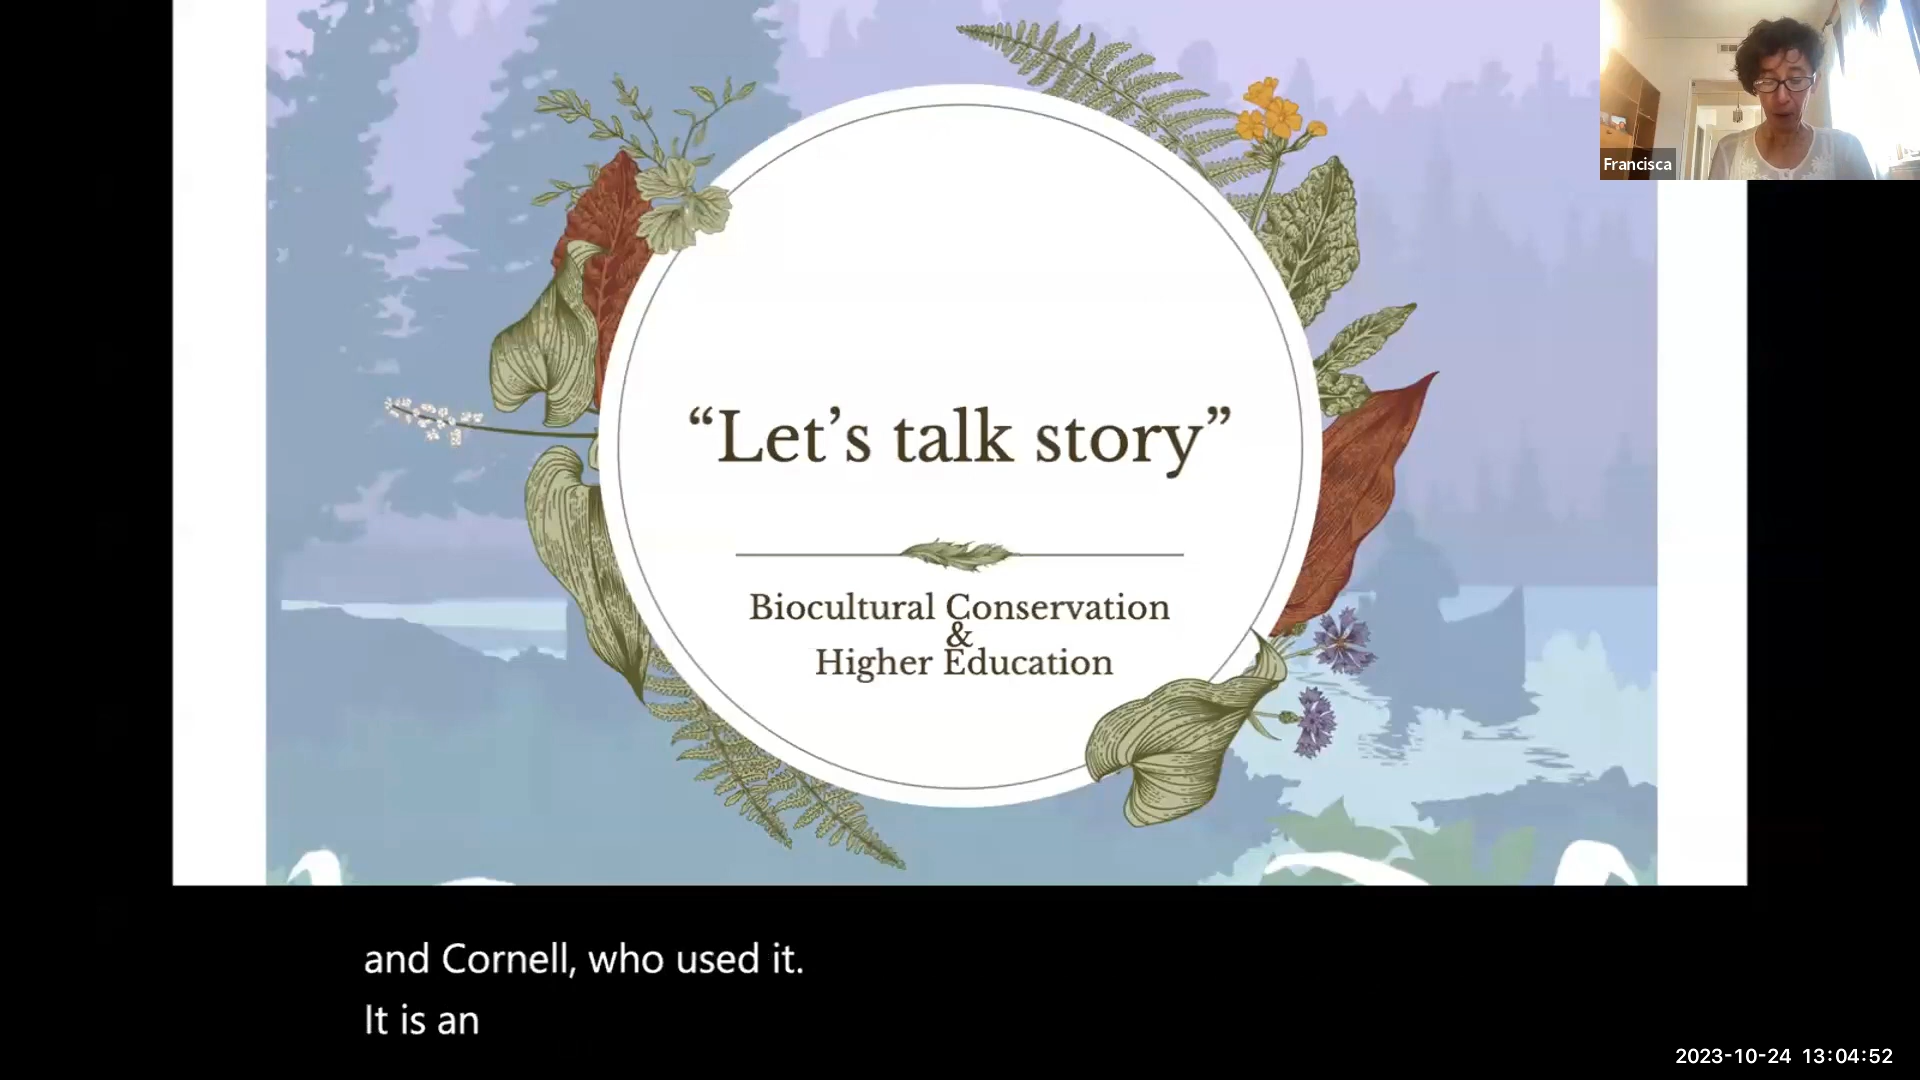 Francisca
“Let’s talk story”
Biocultural Conservation
&
Higher Education
and Cornell, who used it.
It is an
2023-10-24 13:04:52